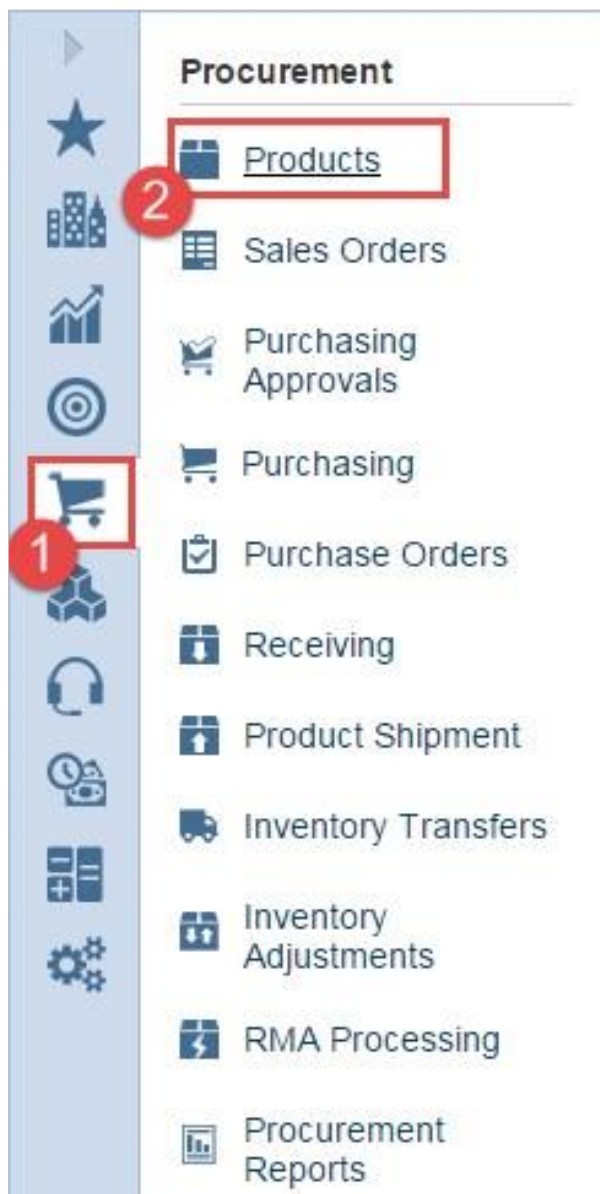 Procurement
Products
2
Sales Orders
Purchasing
Approvals
Purchasing
1
Purchase Orders
Receiving
Product Shipment
Inventory Transfers
Inventory
Adjustments
RMA Processing
Procurement
Reports